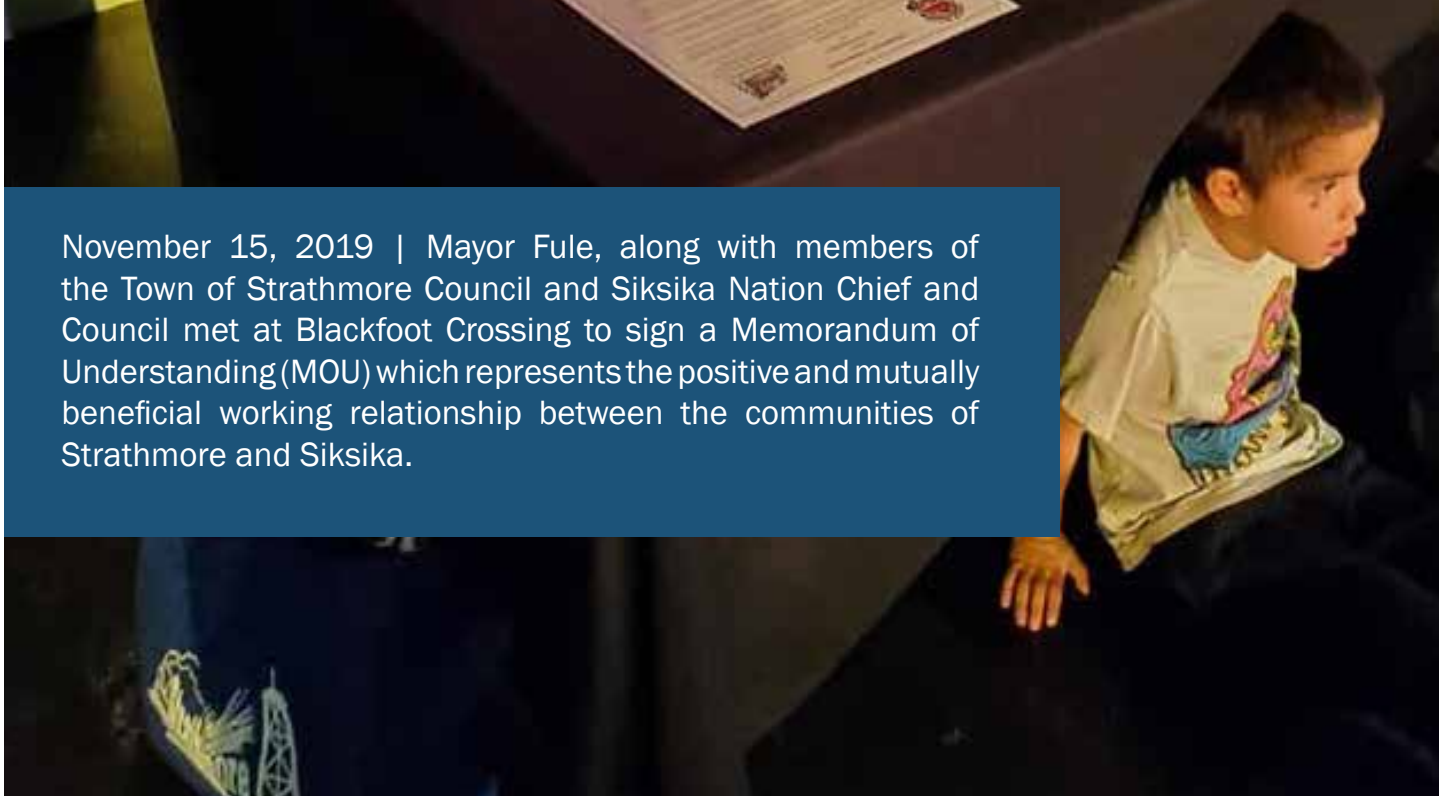 November 15, 2019 | Mayor Fule, along with members of
the Town of Strathmore Council and Siksika Nation Chief and
Council met at Blackfoot Crossing to sign a Memorandum of
Understanding (MOU) which represents the positive and mutually
beneficial working relationship between the communities of
Strathmore and Siksika.